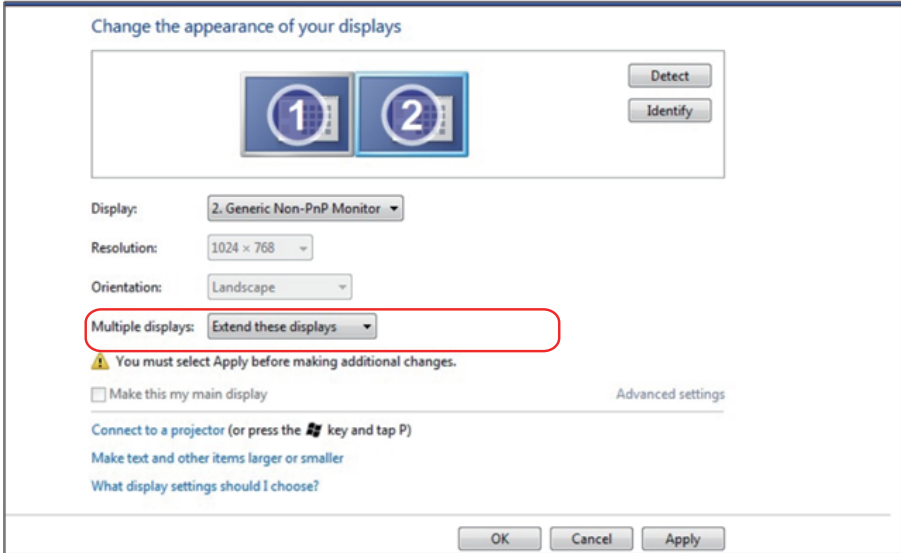 Change the appearance of your displays
1
2
Detect
Identify
Display: 2. Generic Non-PnP Monitor
Resolution: 1024 × 768
Orientation: Landscape
Multiple displays: Extend these displays
You must select Apply before making additional changes.
Make this my main display Advanced settings
Connect to a projector (or press the key and tap P)
Make text and other items larger or smaller
What display settings should I choose?
OK Cancel Apply